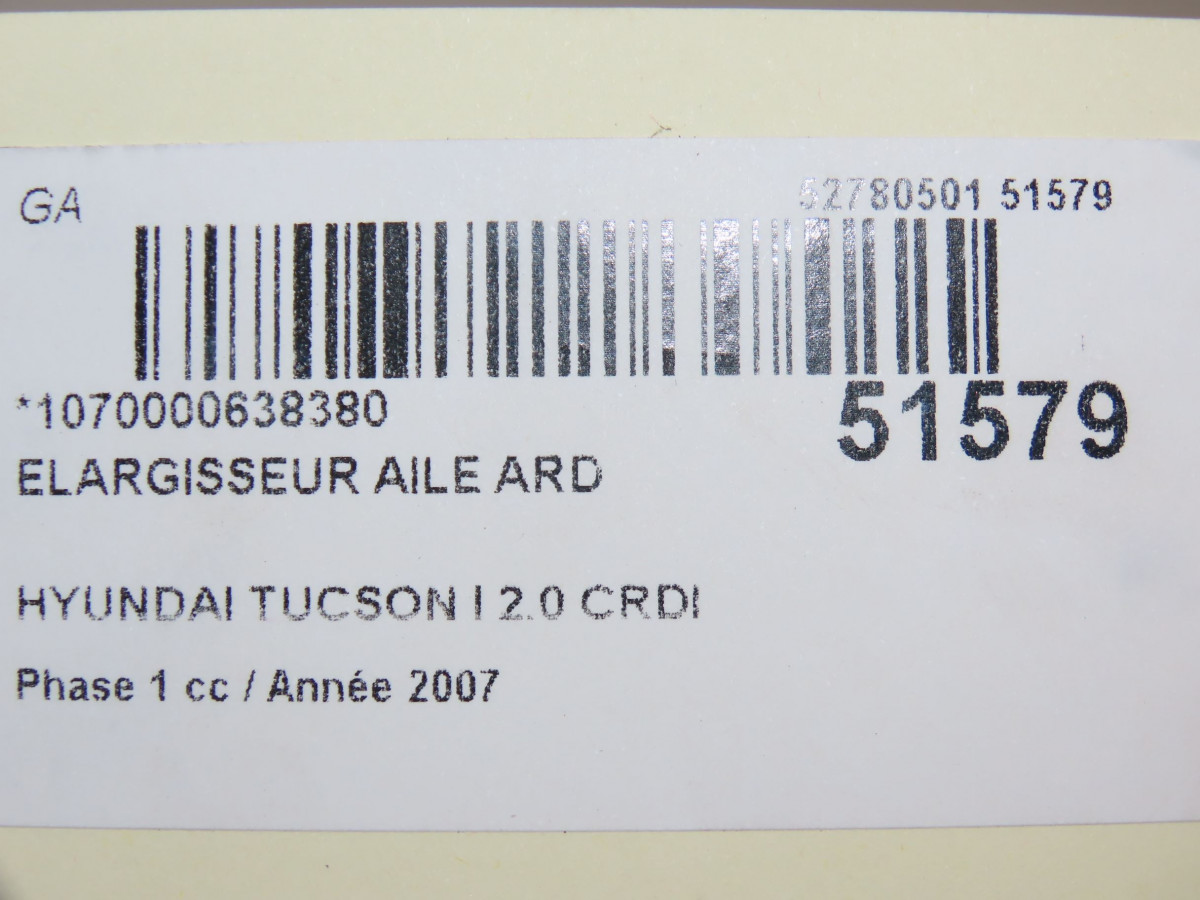 GA
52780501 51579
*1070000638380
51579
ELARGISSEUR AILE ARD
HYUNDAI TUCSON I 2.0 CRDI
Phase 1 cc / Année 2007